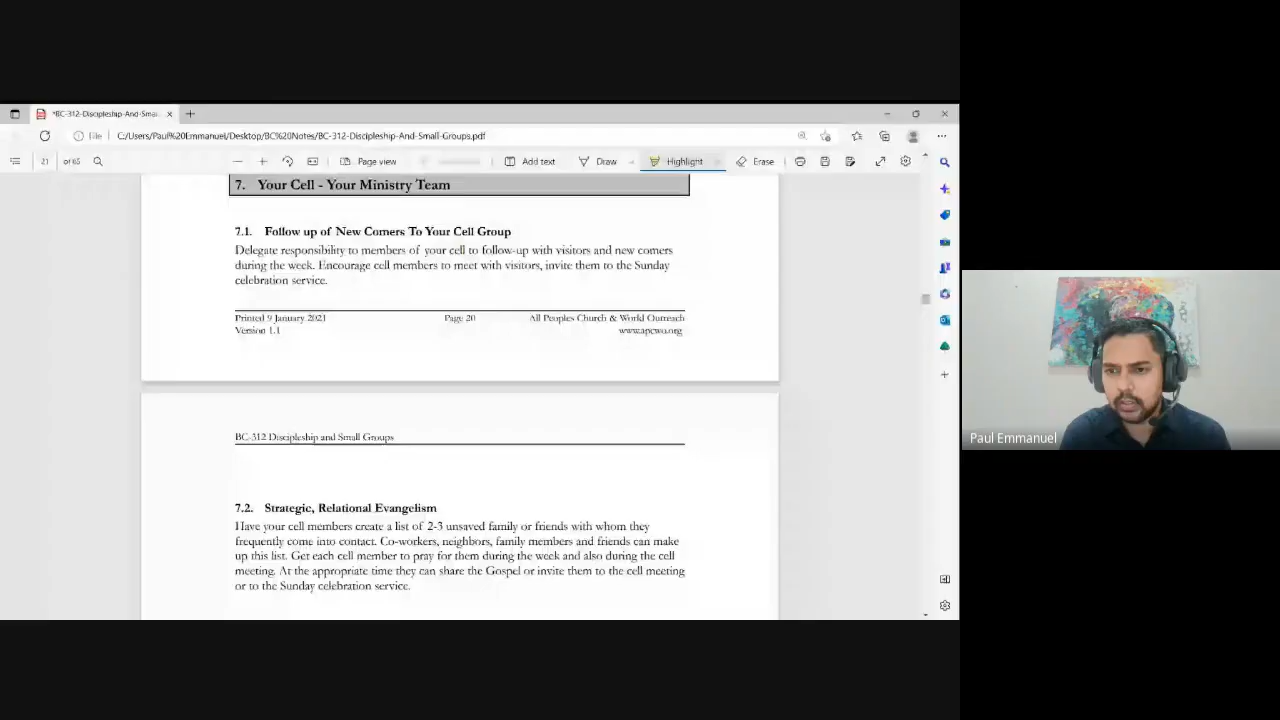 *BC-312-Discipleship-And-Smal
File
C:/Users/Paul%20Emmanuel/Desktop/BC%20Notes/BC-312-Discipleship-And-Small-Groups.pdf
21 of 65
Page view
Add text
Draw
Highlight
Erase
7. Your Cell - Your Ministry Team
7.1. Follow up of New Comers To Your Cell Group
Delegate responsibility to members of your cell to follow-up with visitors and new comers
during the week. Encourage cell members to meet with visitors, invite them to the Sunday
celebration service.
Printed 9 January 2021 Page 20 All Peoples Church & World Outreach
Version 1.1 www.apcwo.org
BC-312 Discipleship and Small Groups
7.2. Strategic, Relational Evangelism
Have your cell members create a list of 2-3 unsaved family or friends with whom they
frequently come into contact. Co-workers, neighbors, family members and friends can make
up this list. Get each cell member to pray for them during the week and also during the cell
meeting. At the appropriate time they can share the Gospel or invite them to the cell meeting
or to the Sunday celebration service.
Paul Emmanuel